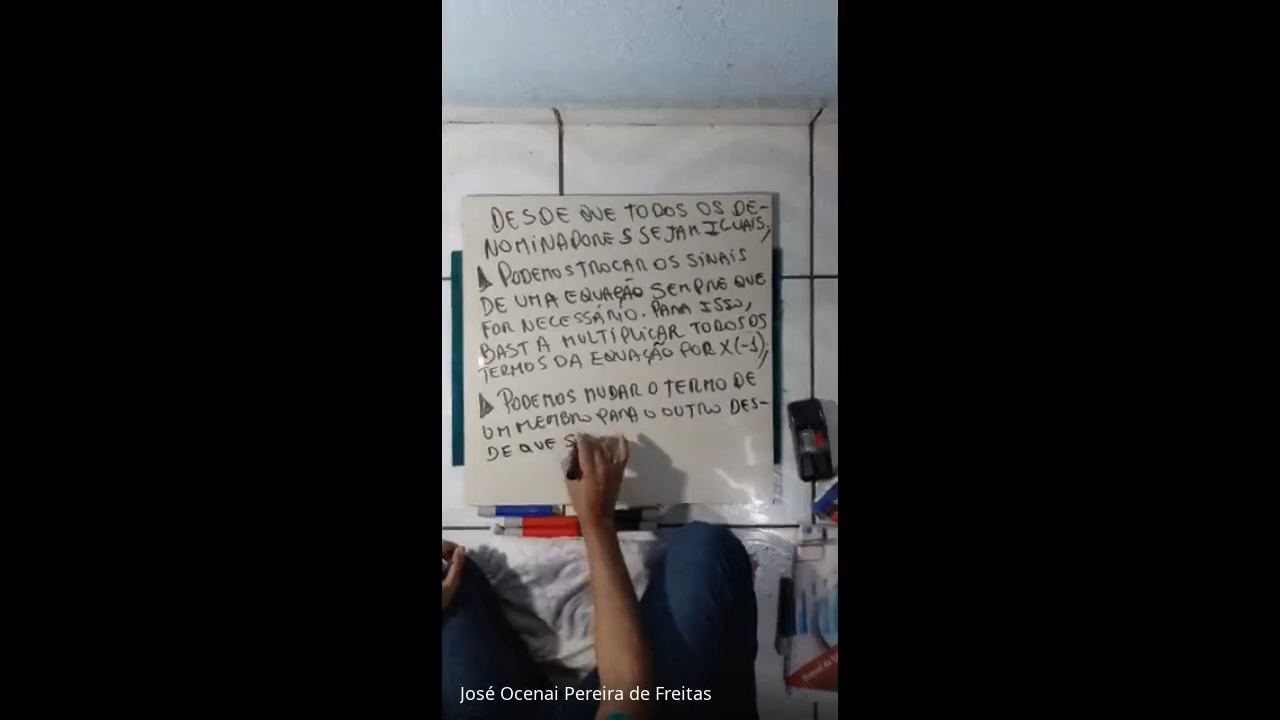 DESDE QUE TODOS OS DE-
NOMINADORES SEJAM IGUAIS;
PODEMOS TROCAR OS SINAIS
DE UMA EQUAÇÃO SEMPRE QUE
FOR NECESSÁRIO. PARA ISSO,
BASTA MULTIPLICAR TODOS OS
TERMOS DA EQUAÇÃO POR X(-1);
PODEMOS MUDAR O TERMO DE
UM MEMBRO PARA O OUTRO DES-
DE QUE S
José Ocenai Pereira de Freitas